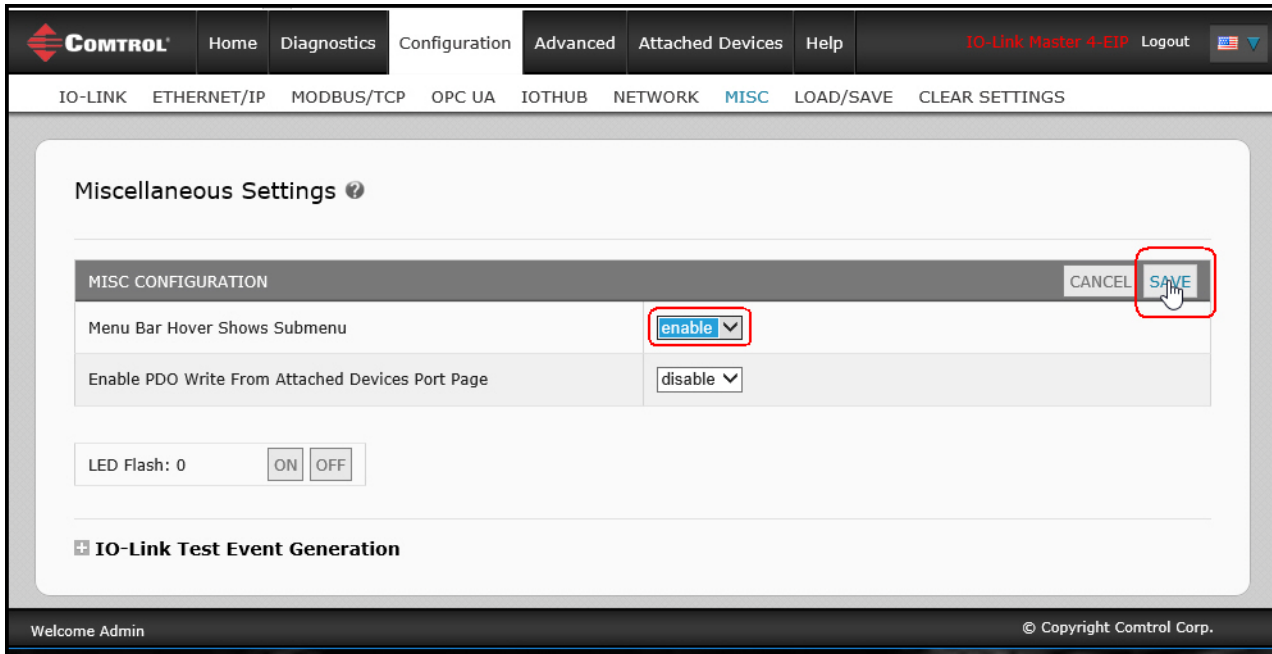 COMTROL Home Diagnostics Configuration Advanced Attached Devices Help IO-Link Master 4-EIP Logout
IO-LINK ETHERNET/IP MODBUS/TCP OPC UA IOTHUB NETWORK MISC LOAD/SAVE CLEAR SETTINGS
Miscellaneous Settings ?
MISC CONFIGURATION CANCEL SAVE
Menu Bar Hover Shows Submenu enable
Enable PDO Write From Attached Devices Port Page disable
LED Flash: 0 ON OFF
IO-Link Test Event Generation
Welcome Admin © Copyright Comtrol Corp.